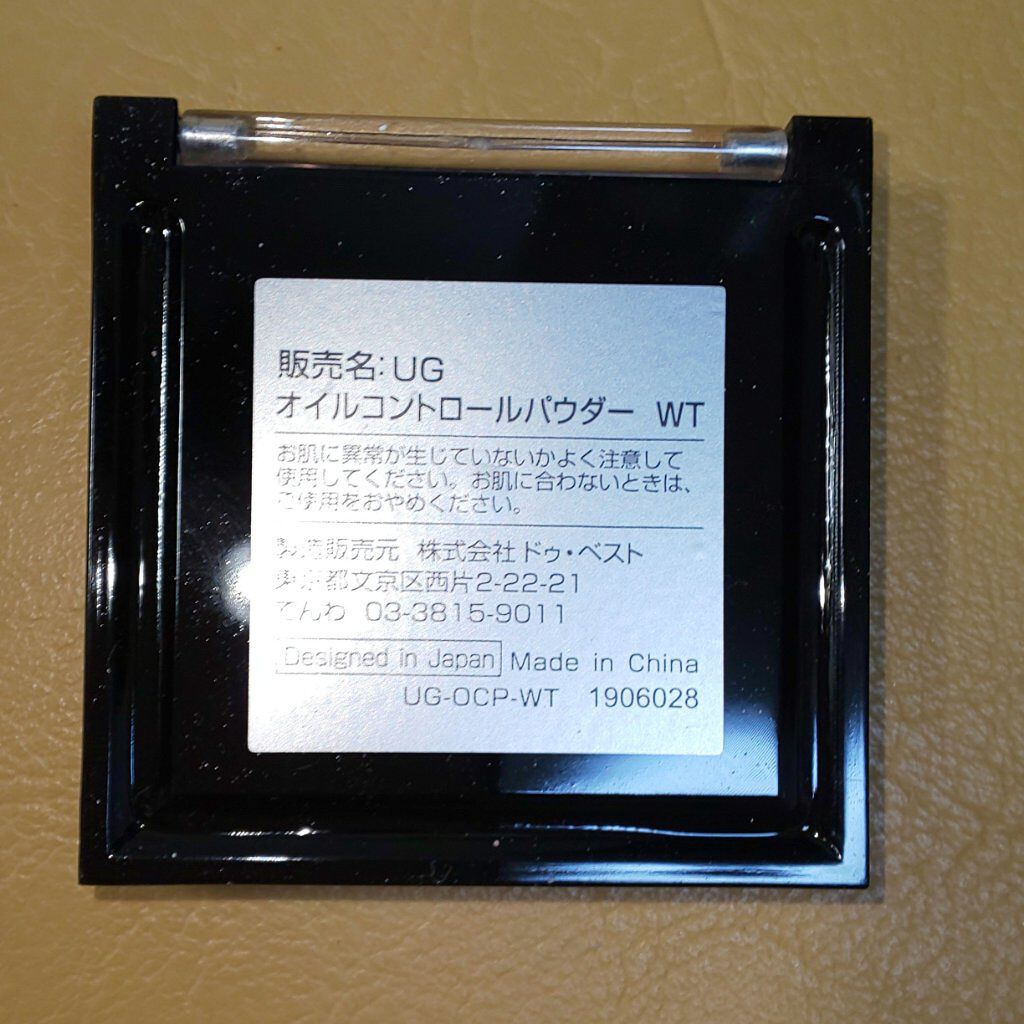 販売名:UG
オイルコントロールパウダー WT
お肌に異常が生じていないかよく注意して
使用してください。お肌に合わないときは、
ご使用をおやめください。
製造販売元 株式会社ドゥ・ベスト
東京都文京区西片2-22-21
でんわ 03-3815-9011
Designed in Japan Made in China
UG-OCP-WT 1906028